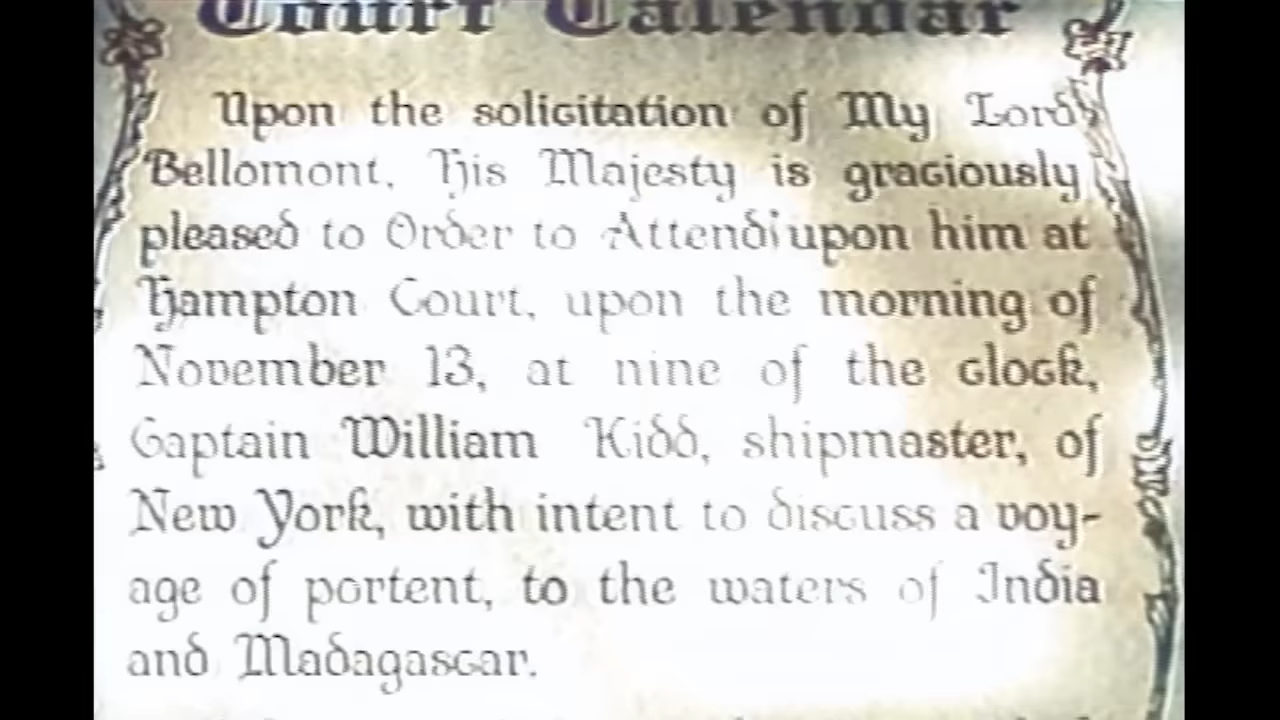 Court Calendar
Upon the solicitation of My Lord
Bellomont, His Majesty is graciously
pleased to Order to Attend upon him at
Hampton Court, upon the morning of
November 13, at nine of the clock,
Captain William Kidd, shipmaster, of
New York, with intent to discuss a voy-
age of portent, to the waters of India
and Madagascar.